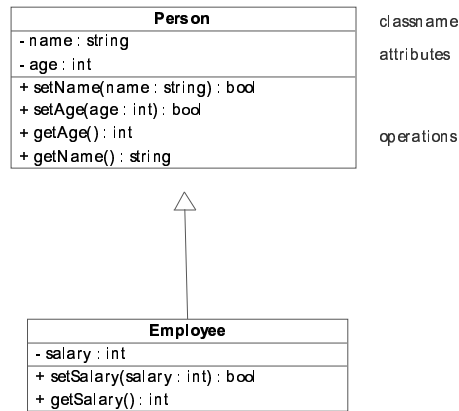 Person
classname
- name : string
attributes
- age : int
+ setName(name : string) : bool
+ setAge(age : int) : bool
+ getAge() : int
operations
+ getName() : string
Employee
- salary : int
+ setSalary(salary : int) : bool
+ getSalary() : int